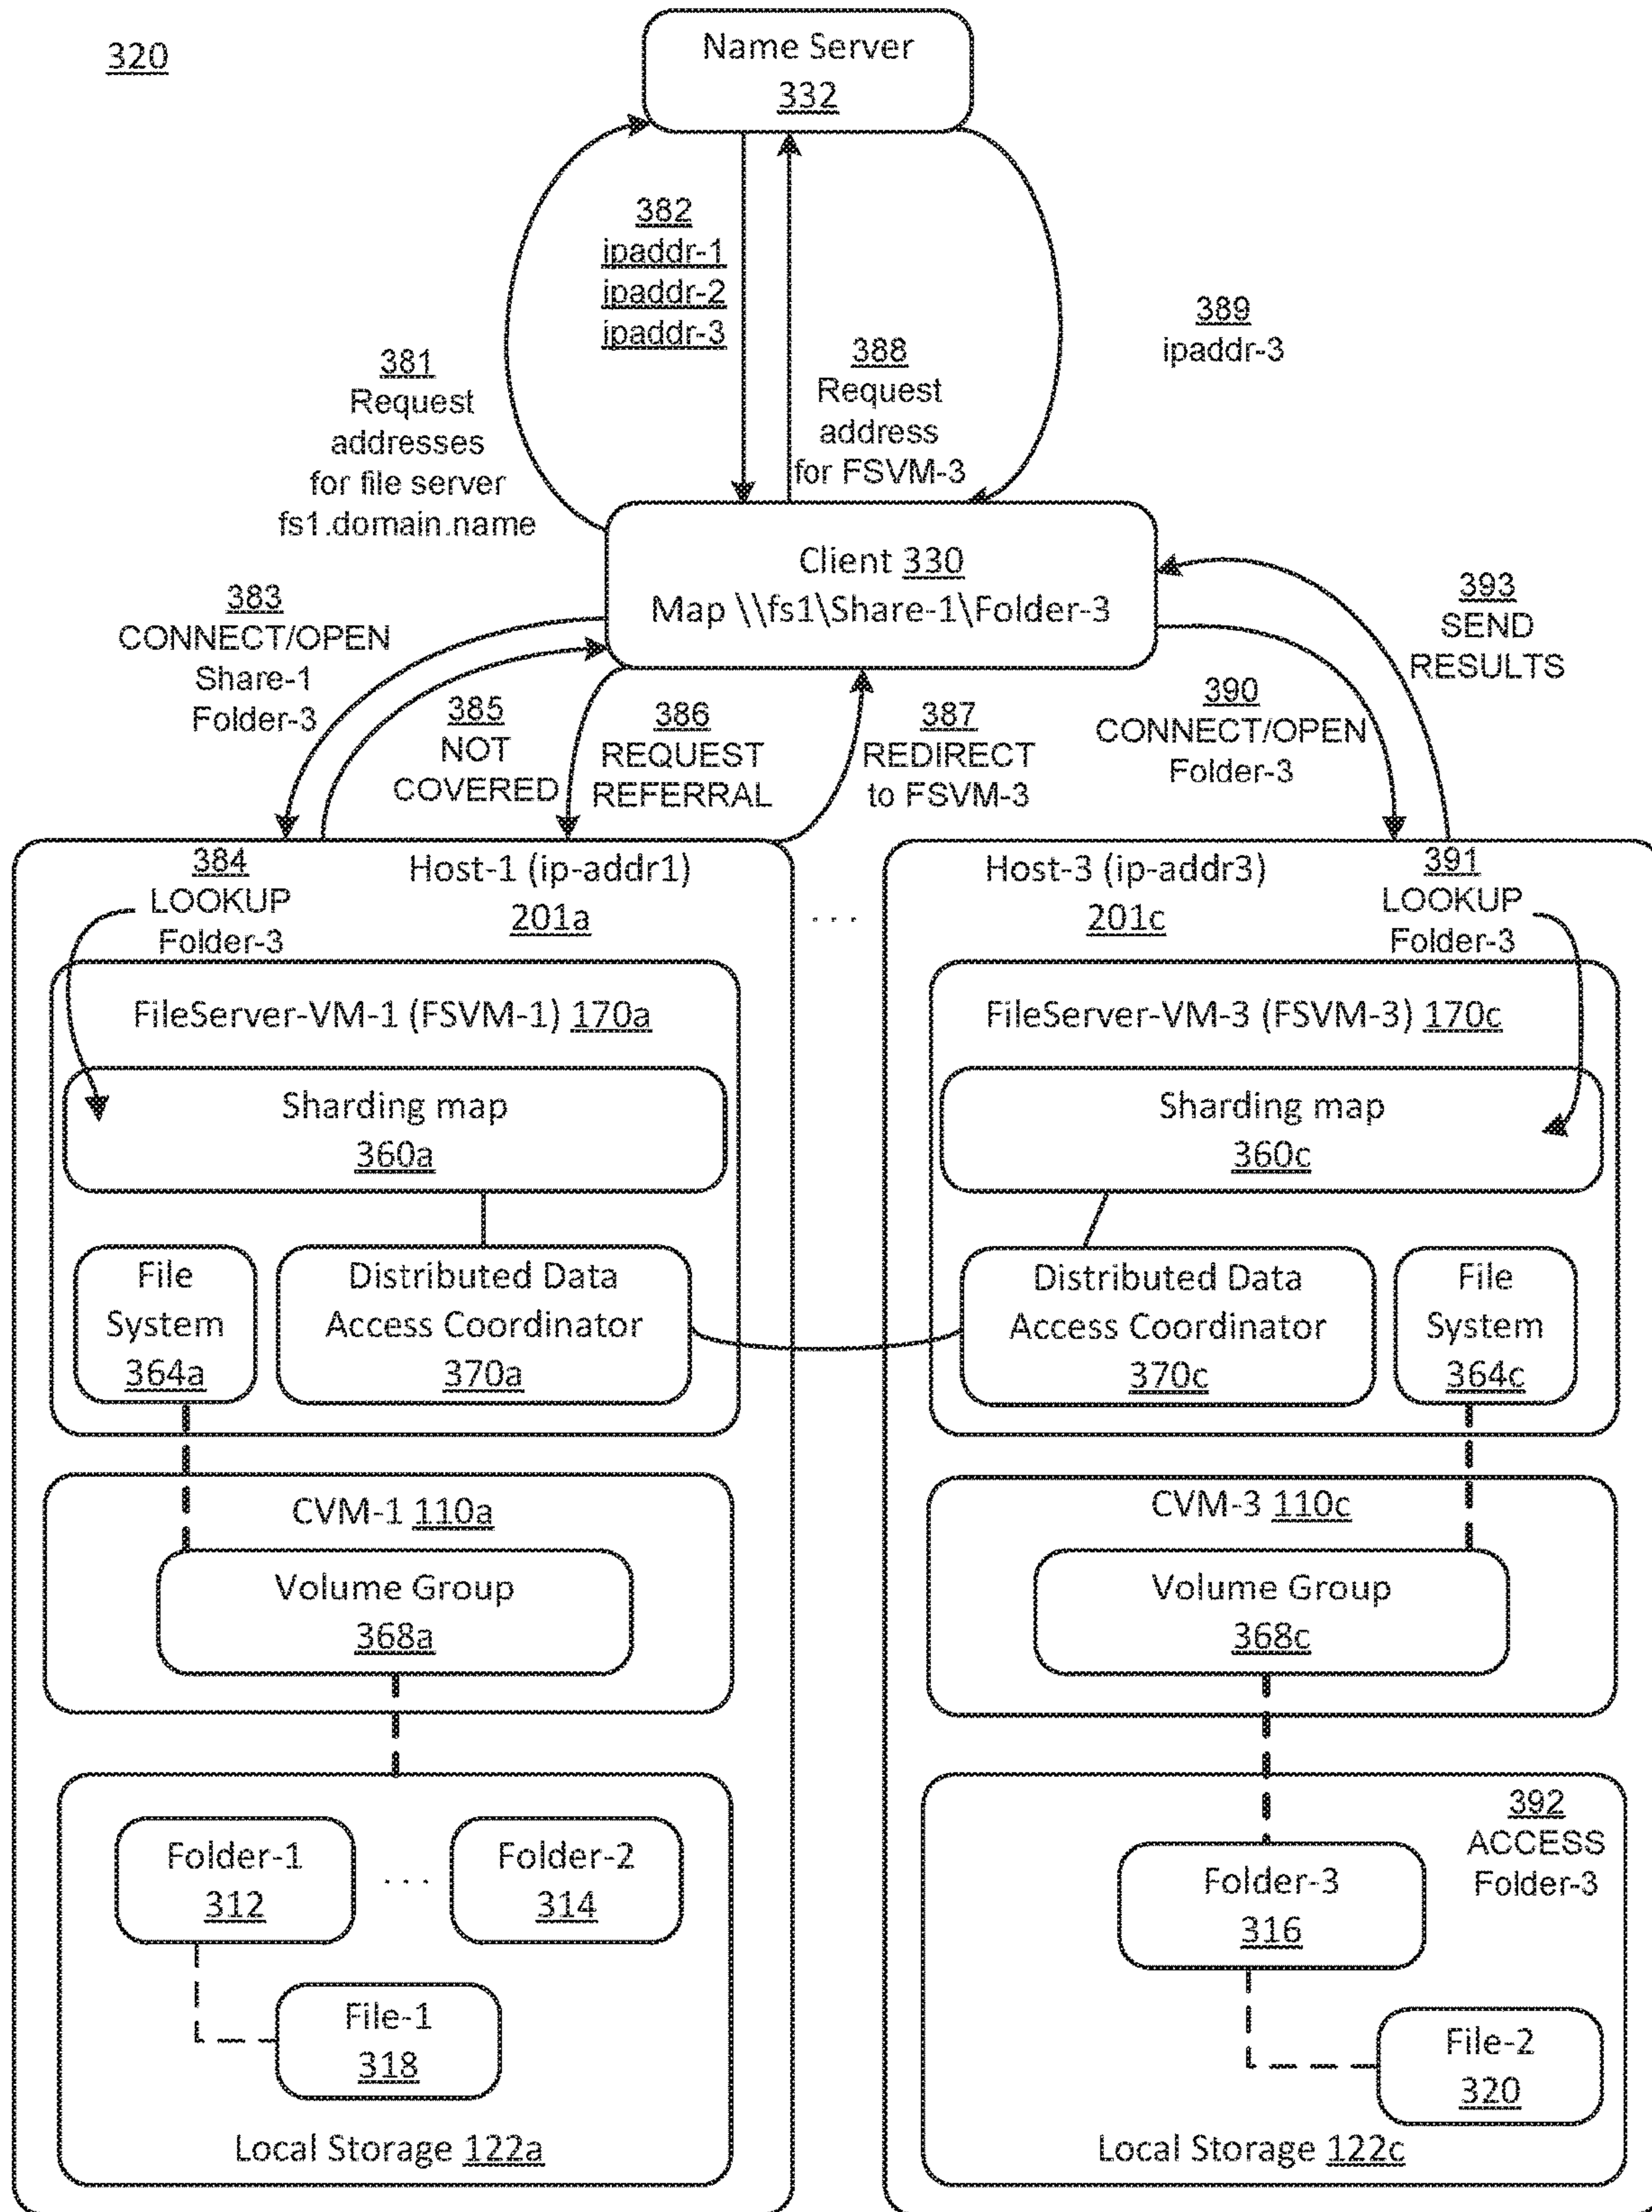 320
Name Server
332
382
ipaddr-1
ipaddr-2
ipaddr-3
389
ipaddr-3
388
Request
address
for FSVM-3
381
Request
addresses
for file server
fs1.domain.name
Client 330
Map \\fs1\Share-1\Folder-3
383
CONNECT/OPEN
Share-1
Folder-3
385
NOT
COVERED
386
REQUEST
REFERRAL
387
REDIRECT
to FSVM-3
390
CONNECT/OPEN
Folder-3
393
SEND
RESULTS
384
LOOKUP
Folder-3
Host-1 (ip-addr1)
201a
. . .
Host-3 (ip-addr3)
201c
391
LOOKUP
Folder-3
FileServer-VM-1 (FSVM-1) 170a
Sharding map
360a
File
System
364a
Distributed Data
Access Coordinator
370a
FileServer-VM-3 (FSVM-3) 170c
Sharding map
360c
Distributed Data
Access Coordinator
370c
File
System
364c
CVM-1 110a
Volume Group
368a
CVM-3 110c
Volume Group
368c
Folder-1
312
. . .
Folder-2
314
File-1
318
Local Storage 122a
392
ACCESS
Folder-3
Folder-3
316
File-2
320
Local Storage 122c